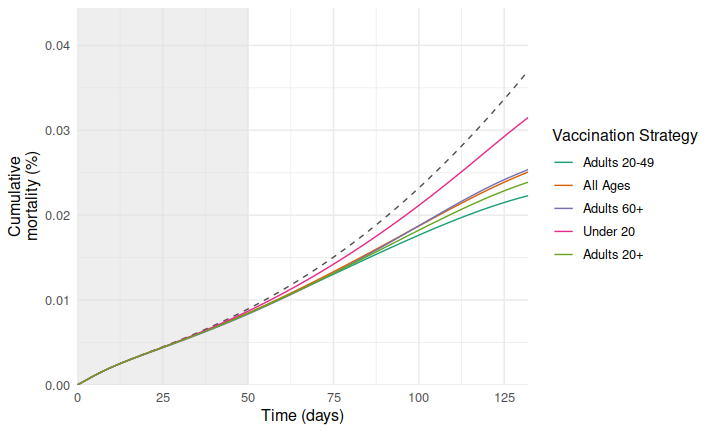 0.04
0.03
0.02
0.01
0.00
Cumulative
mortality (%)
0
25
50
75
100
125
Time (days)
Vaccination Strategy
Adults 20-49
All Ages
Adults 60+
Under 20
Adults 20+